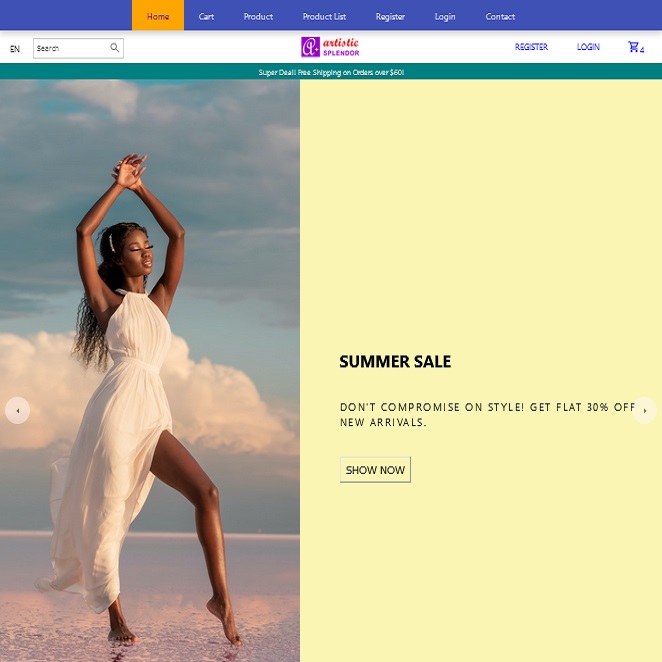 Home Cart Product Product List Register Login Contact
EN Search artistic REGISTER LOGIN 4
SPLENDOR
Super Deal! Free Shipping on Orders over $60!
SUMMER SALE
DON'T COMPROMISE ON STYLE! GET FLAT 30% OFF
NEW ARRIVALS.
SHOW NOW